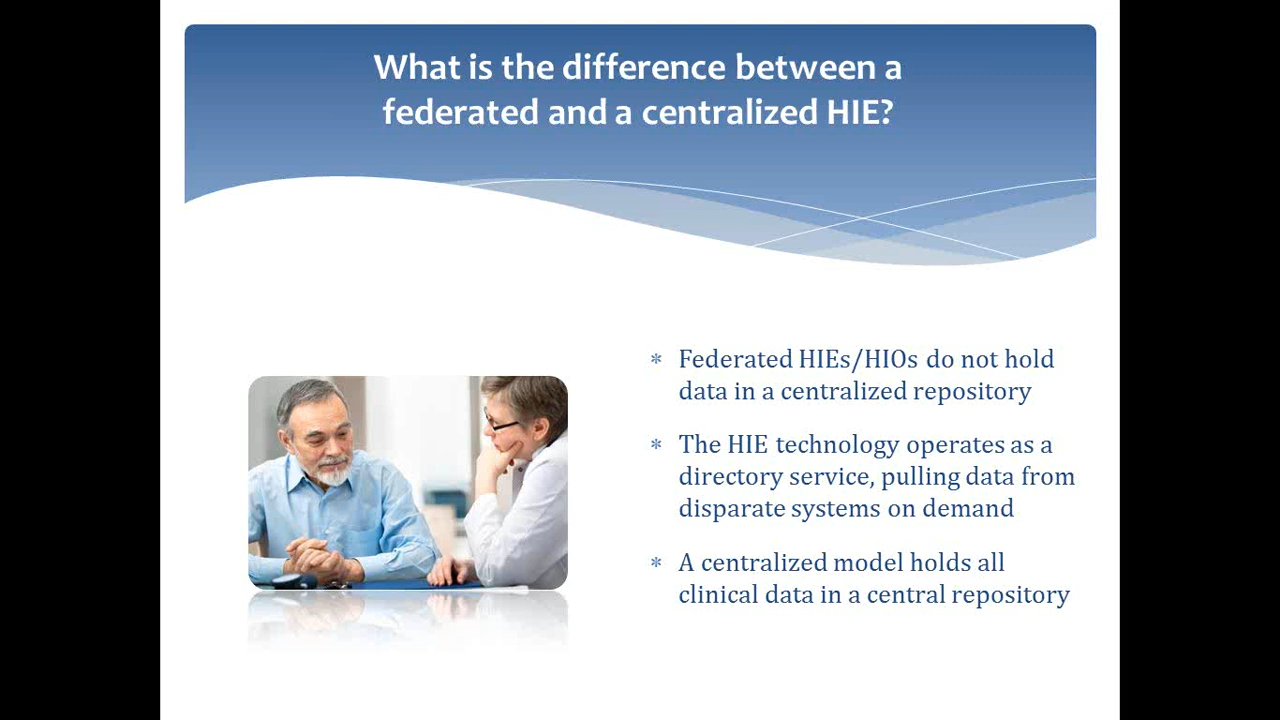 What is the difference between a
federated and a centralized HIE?
* Federated HIEs/HIOs do not hold
data in a centralized repository
* The HIE technology operates as a
directory service, pulling data from
disparate systems on demand
* A centralized model holds all
clinical data in a central repository